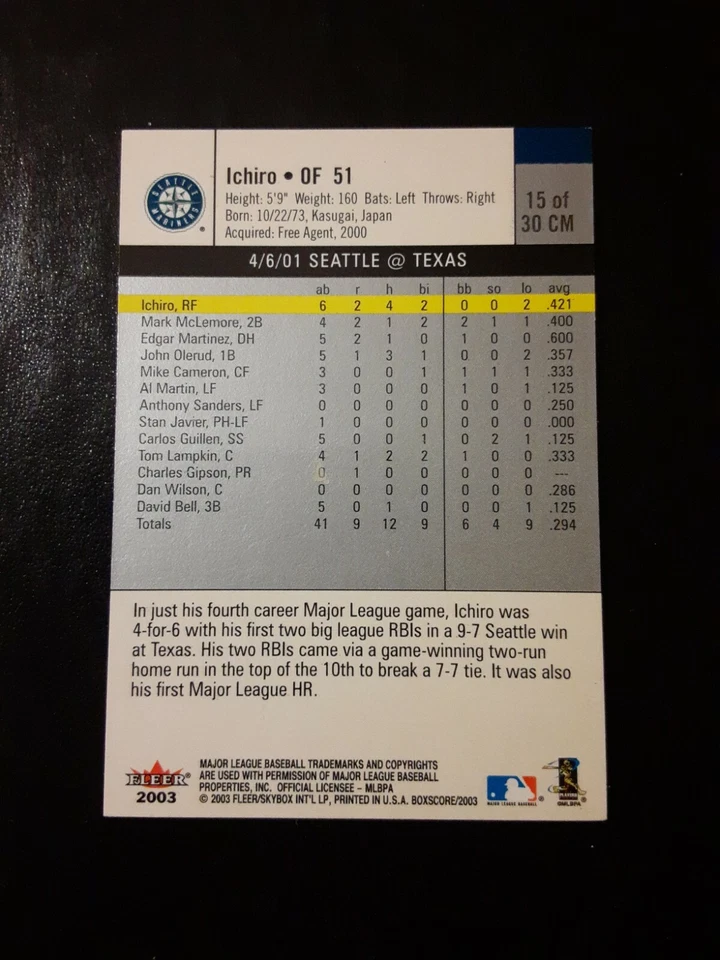 SEATTLE
MARINERS
Ichiro • OF 51
Height: 5'9" Weight: 160 Bats: Left Throws: Right
Born: 10/22/73, Kasugai, Japan
Acquired: Free Agent, 2000
15 of
30 CM
4/6/01 SEATTLE @ TEXAS
ab r h bi bb so lo avg
Ichiro, RF 6 2 4 2 0 0 2 .421
Mark McLemore, 2B 4 2 1 2 2 1 1 .400
Edgar Martinez, DH 5 2 1 0 1 0 0 .600
John Olerud, 1B 5 1 3 1 0 0 2 .357
Mike Cameron, CF 3 0 0 1 1 1 1 .333
Al Martin, LF 3 0 0 0 1 0 1 .125
Anthony Sanders, LF 0 0 0 0 0 0 0 .250
Stan Javier, PH-LF 1 0 0 0 0 0 0 .000
Carlos Guillen, SS 5 0 0 1 0 2 1 .125
Tom Lampkin, C 4 1 2 2 1 0 0 .333
Charles Gipson, PR 0 1 0 0 0 0 0 ---
Dan Wilson, C 0 0 0 0 0 0 0 .286
David Bell, 3B 5 0 1 0 0 0 1 .125
Totals 41 9 12 9 6 4 9 .294
In just his fourth career Major League game, Ichiro was
4-for-6 with his first two big league RBIs in a 9-7 Seattle win
at Texas. His two RBIs came via a game-winning two-run
home run in the top of the 10th to break a 7-7 tie. It was also
his first Major League HR.
FLEER®
2003
MAJOR LEAGUE BASEBALL TRADEMARKS AND COPYRIGHTS
ARE USED WITH PERMISSION OF MAJOR LEAGUE BASEBALL
PROPERTIES, INC. OFFICIAL LICENSEE - MLBPA
© 2003 FLEER/SKYBOX INT'L LP, PRINTED IN U.S.A. BOXSCORE/2003
MAJOR LEAGUE BASEBALL
PLAYERS
©MLBPA